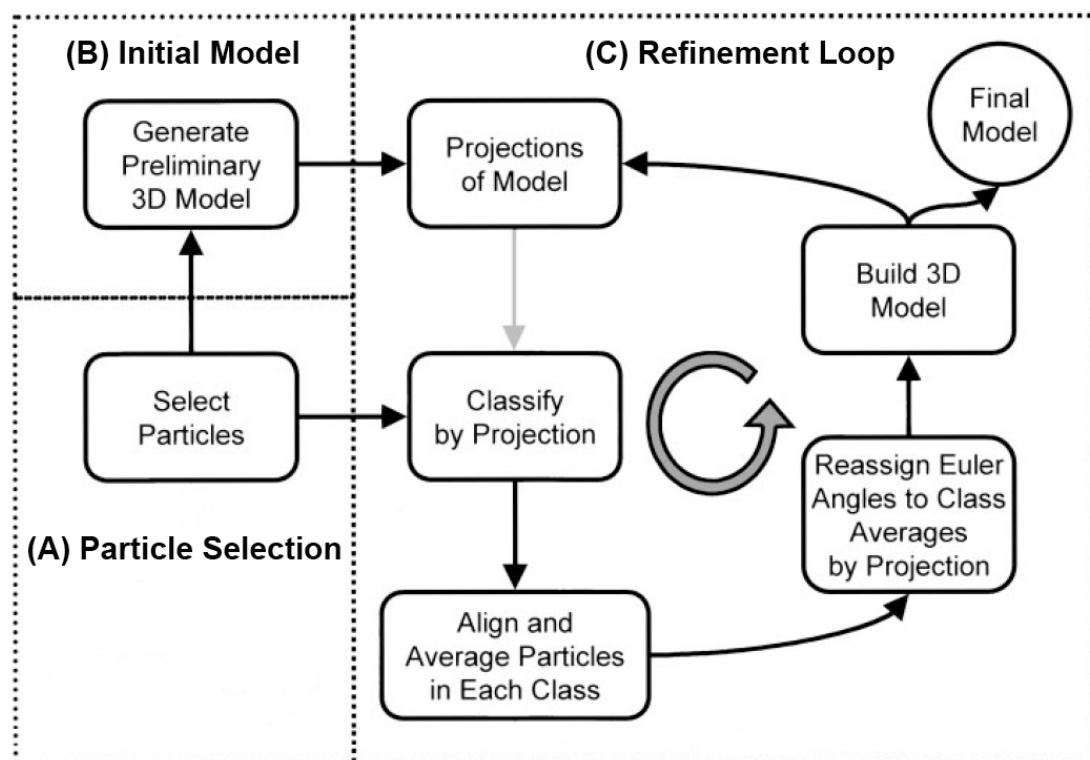 (B) Initial Model
Generate
Preliminary
3D Model
Select
Particles
(A) Particle Selection
(C) Refinement Loop
Projections
of Model
Classify
by Projection
Align and
Average Particles
in Each Class
Reassign Euler
Angles to Class
Averages
by Projection
Build 3D
Model
Final
Model